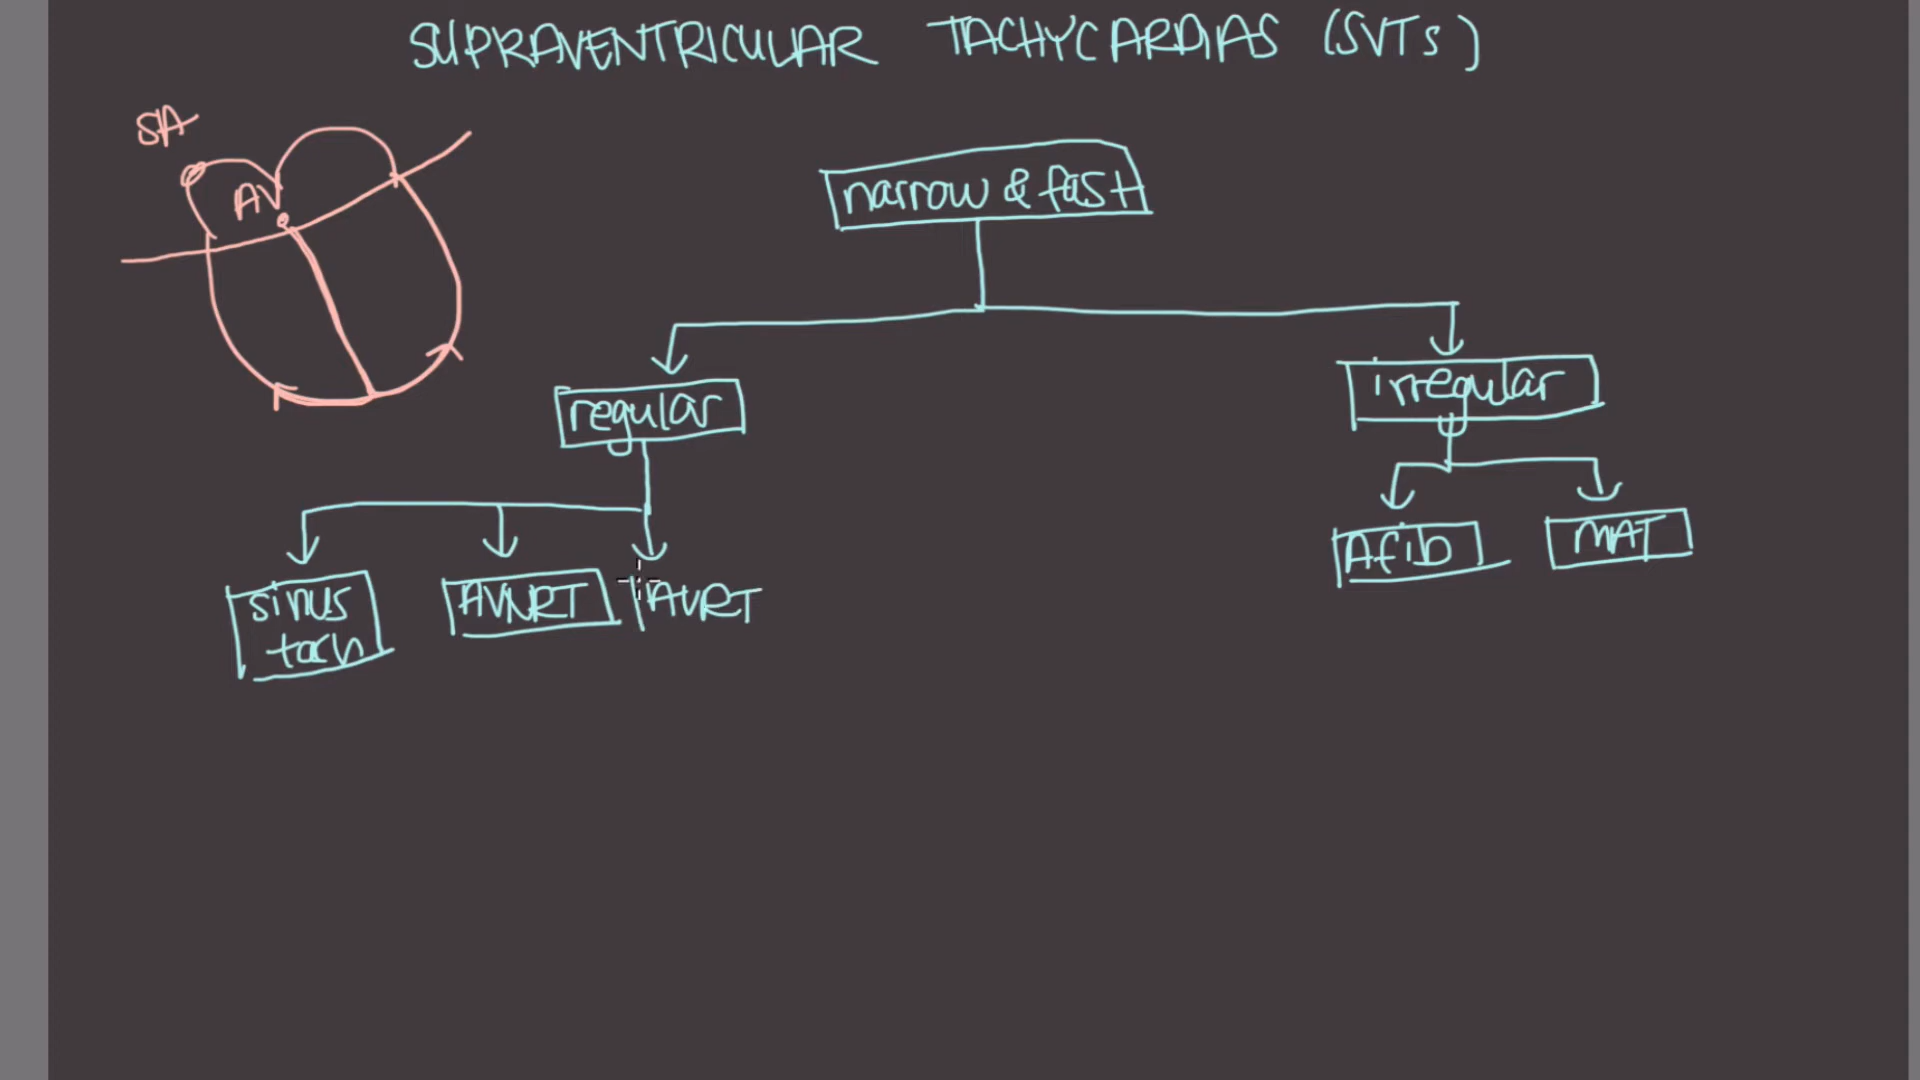 SUPRAVENTRICULAR TACHYCARDIAS (SVTs)
SA
AV
narrow & fast
regular
irregular
sinus
tach
AVNRT
AVRT
Afib
MAT